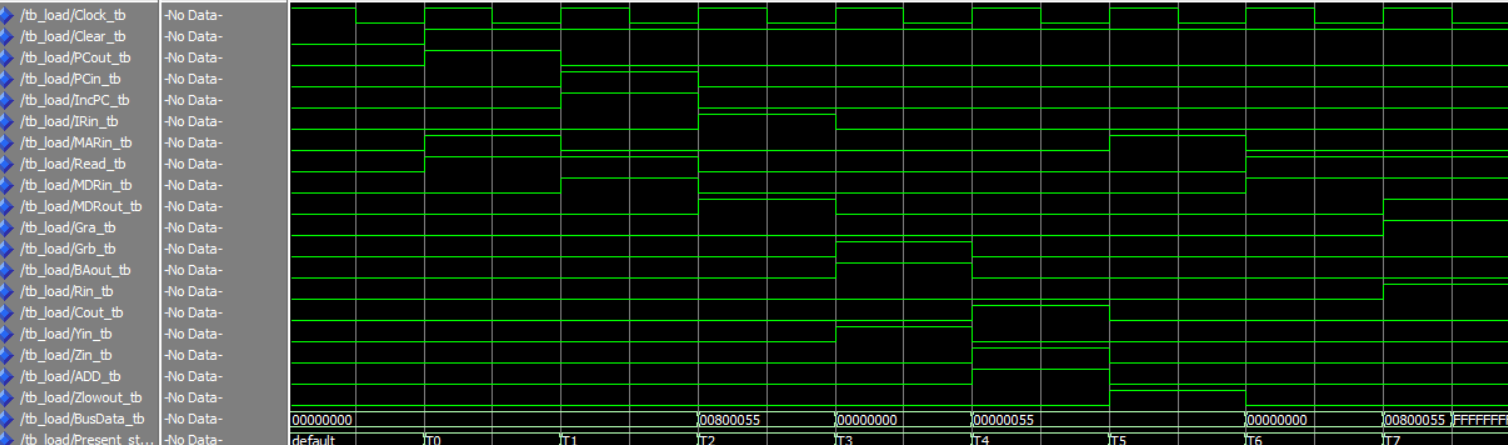 /tb_load/Clock_tb -No Data-
/tb_load/Clear_tb -No Data-
/tb_load/PCout_tb -No Data-
/tb_load/PCin_tb -No Data-
/tb_load/IncPC_tb -No Data-
/tb_load/IRin_tb -No Data-
/tb_load/MARin_tb -No Data-
/tb_load/Read_tb -No Data-
/tb_load/MDRin_tb -No Data-
/tb_load/MDRout_tb -No Data-
/tb_load/Gra_tb -No Data-
/tb_load/Grb_tb -No Data-
/tb_load/BAout_tb -No Data-
/tb_load/Rin_tb -No Data-
/tb_load/Cout_tb -No Data-
/tb_load/Yin_tb -No Data-
/tb_load/Zin_tb -No Data-
/tb_load/ADD_tb -No Data-
/tb_load/Zlowout_tb -No Data-
/tb_load/BusData_tb -No Data- 00000000 00800055 00000000 00000055 00000000 00800055 FFFFFFFF
/tb_load/Present_st... -No Data- default T0 T1 T2 T3 T4 T5 T6 T7